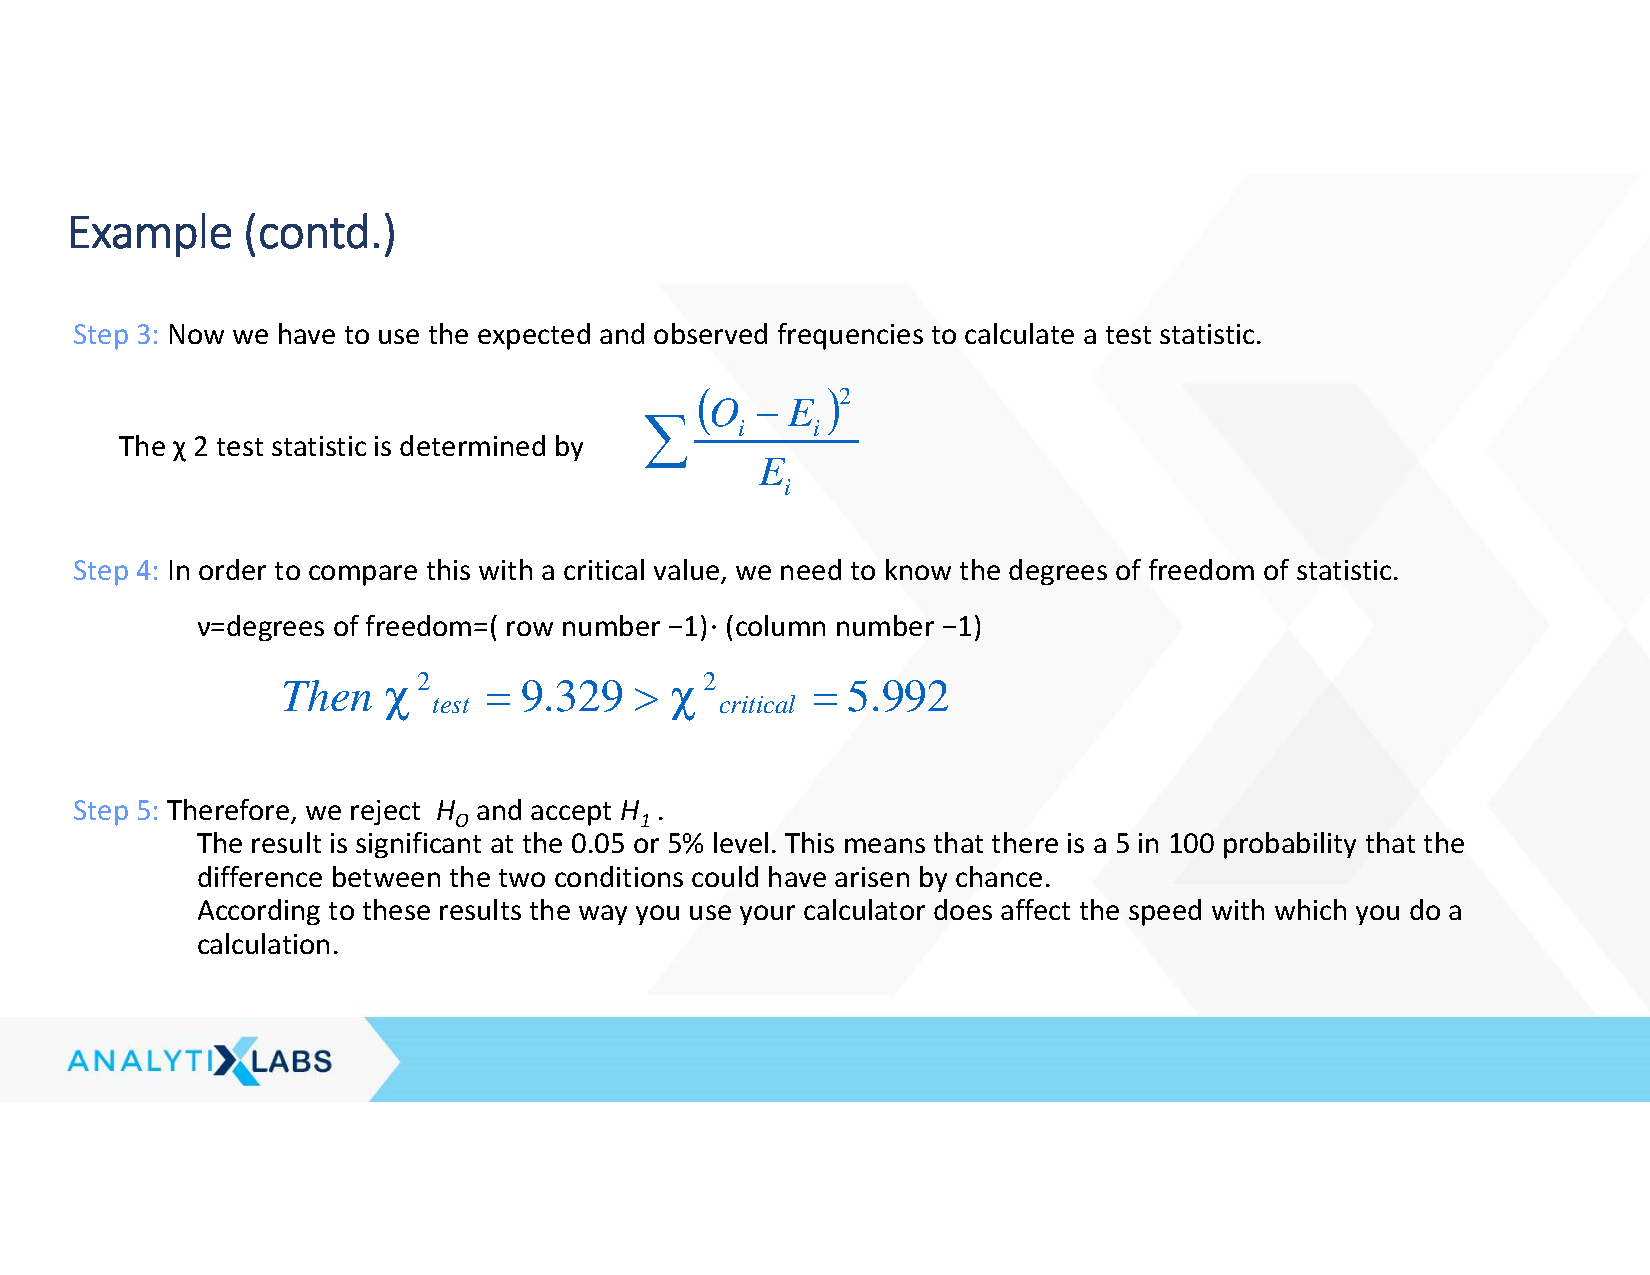 Example (contd.)
Step 3: Now we have to use the expected and observed frequencies to calculate a test statistic.
The χ 2 test statistic is determined by ∑ (Oᵢ − Eᵢ)² / Eᵢ
Step 4: In order to compare this with a critical value, we need to know the degrees of freedom of statistic.
ν=degrees of freedom=( row number −1)· (column number −1)
Then χ²test = 9.329 > χ²critical = 5.992
Step 5: Therefore, we reject H₀ and accept H₁ .
The result is significant at the 0.05 or 5% level. This means that there is a 5 in 100 probability that the
difference between the two conditions could have arisen by chance.
According to these results the way you use your calculator does affect the speed with which you do a
calculation.
ANALYTIXLABS